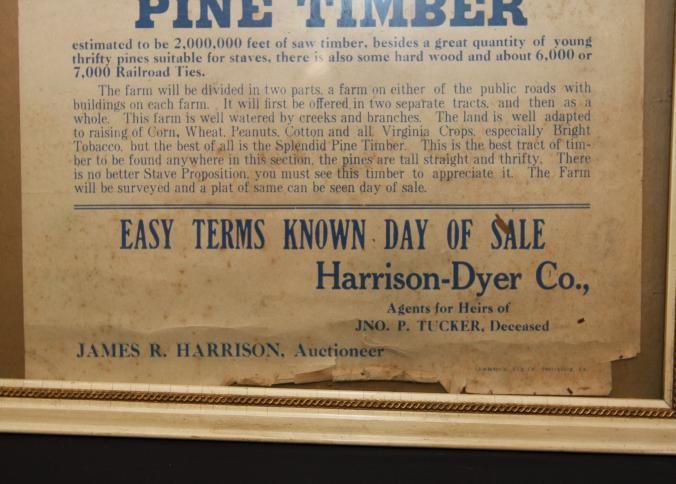 PINE TIMBER
estimated to be 2,000,000 feet of saw timber, besides a great quantity of young
thrifty pines suitable for staves, there is also some hard wood and about 6,000 or
7,000 Railroad Ties.
The farm will be divided in two parts, a farm on either of the public roads with
buildings on each farm. It will first be offered in two separate tracts, and then as a
whole. This farm is well watered by creeks and branches. The land is well adapted
to raising of Corn, Wheat, Peanuts, Cotton and all Virginia Crops, especially Bright
Tobacco, but the best of all is the Splendid Pine Timber. This is the best tract of tim-
ber to be found anywhere in this section, the pines are tall straight and thrifty. There
is no better Stave Proposition, you must see this timber to appreciate it. The Farm
will be surveyed and a plat of same can be seen day of sale.
EASY TERMS KNOWN DAY OF SALE
Harrison-Dyer Co.,
Agents for Heirs of
JNO. P. TUCKER, Deceased
JAMES R. HARRISON, Auctioneer